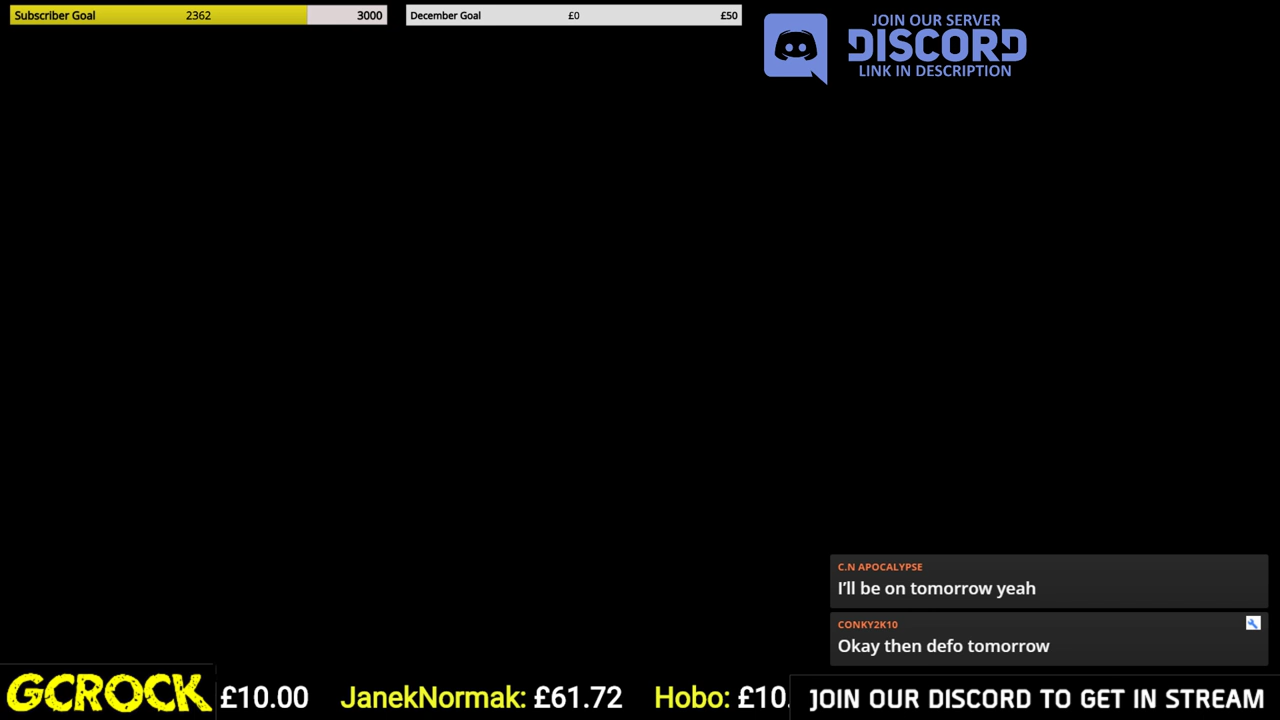 Subscriber Goal 2362 3000
December Goal £0 £50
JOIN OUR SERVER
DISCORD
LINK IN DESCRIPTION
C.N APOCALYPSE
I'll be on tomorrow yeah
CONKY2K10
Okay then defo tomorrow
GCROCK £10.00 JanekNormak: £61.72 Hobo: £10. JOIN OUR DISCORD TO GET IN STREAM